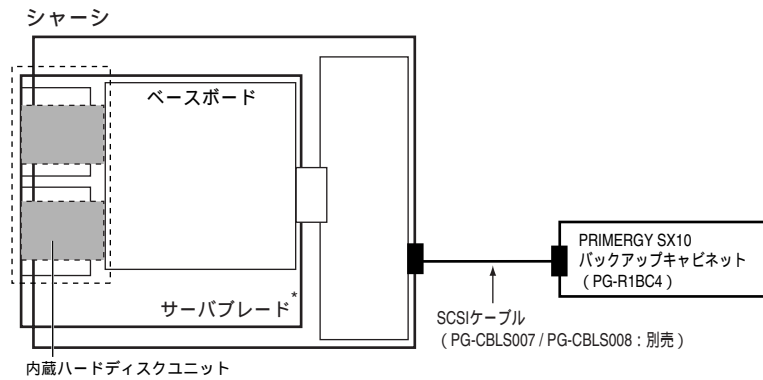 シャーシ
ベースボード
サーバブレード*
内蔵ハードディスクユニット
PRIMERGY SX10
バックアップキャビネット
（PG-R1BC4）
SCSIケーブル
（PG-CBLS007 / PG-CBLS008：別売）